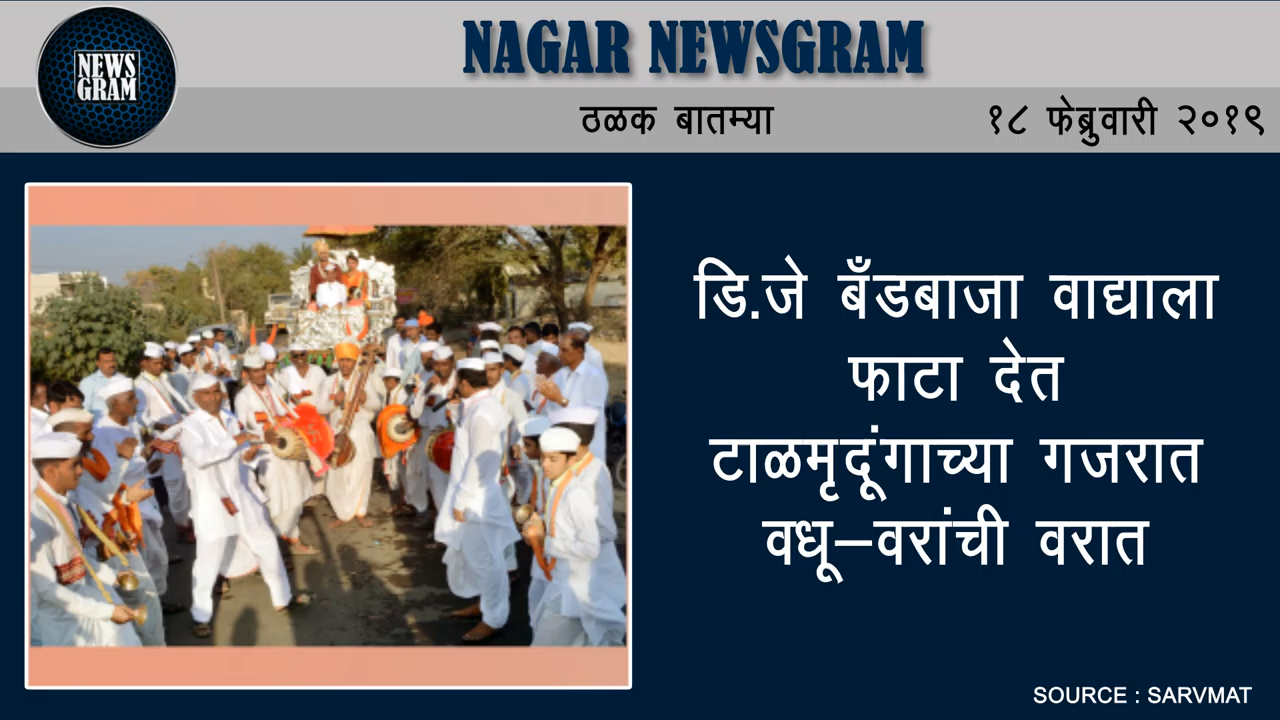 NEWS
GRAM
NAGAR NEWSGRAM
ठळक बातम्या
१८ फेब्रुवारी २०१९
डि.जे बँडबाजा वाद्याला
फाटा देत
टाळमृदूंगाच्या गजरात
वधू–वरांची वरात
SOURCE : SARVMAT